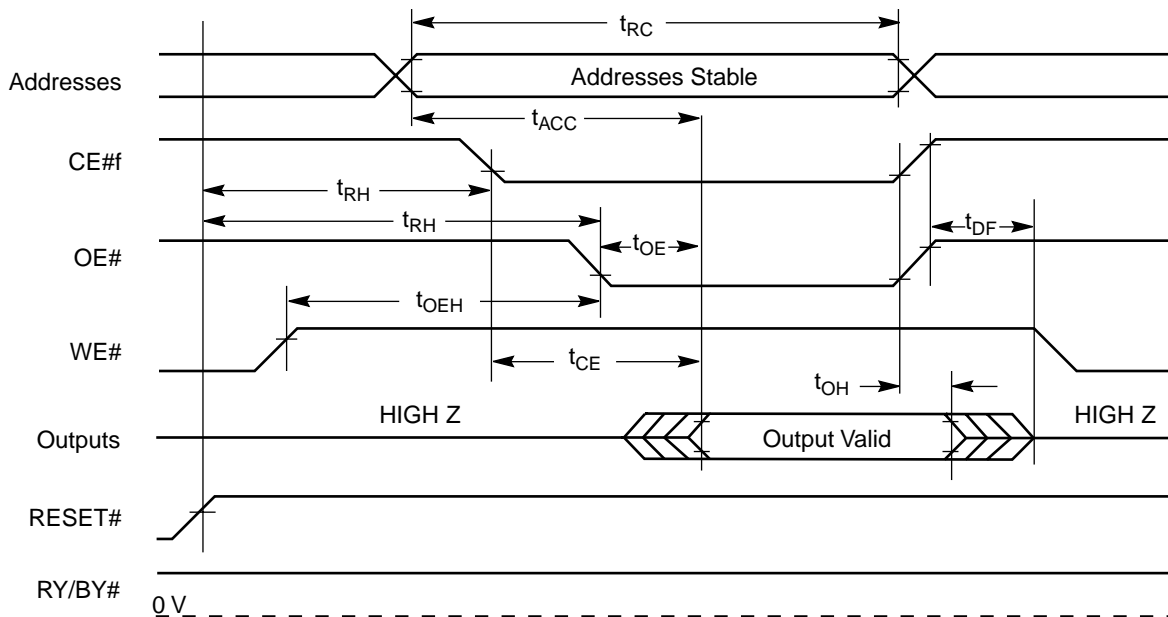 tRC
Addresses
Addresses Stable
tACC
CE#f
tRH
tRH
tDF
OE#
tOE
tOEH
WE#
tCE
tOH
HIGH Z
HIGH Z
Outputs
Output Valid
RESET#
RY/BY#
0 V